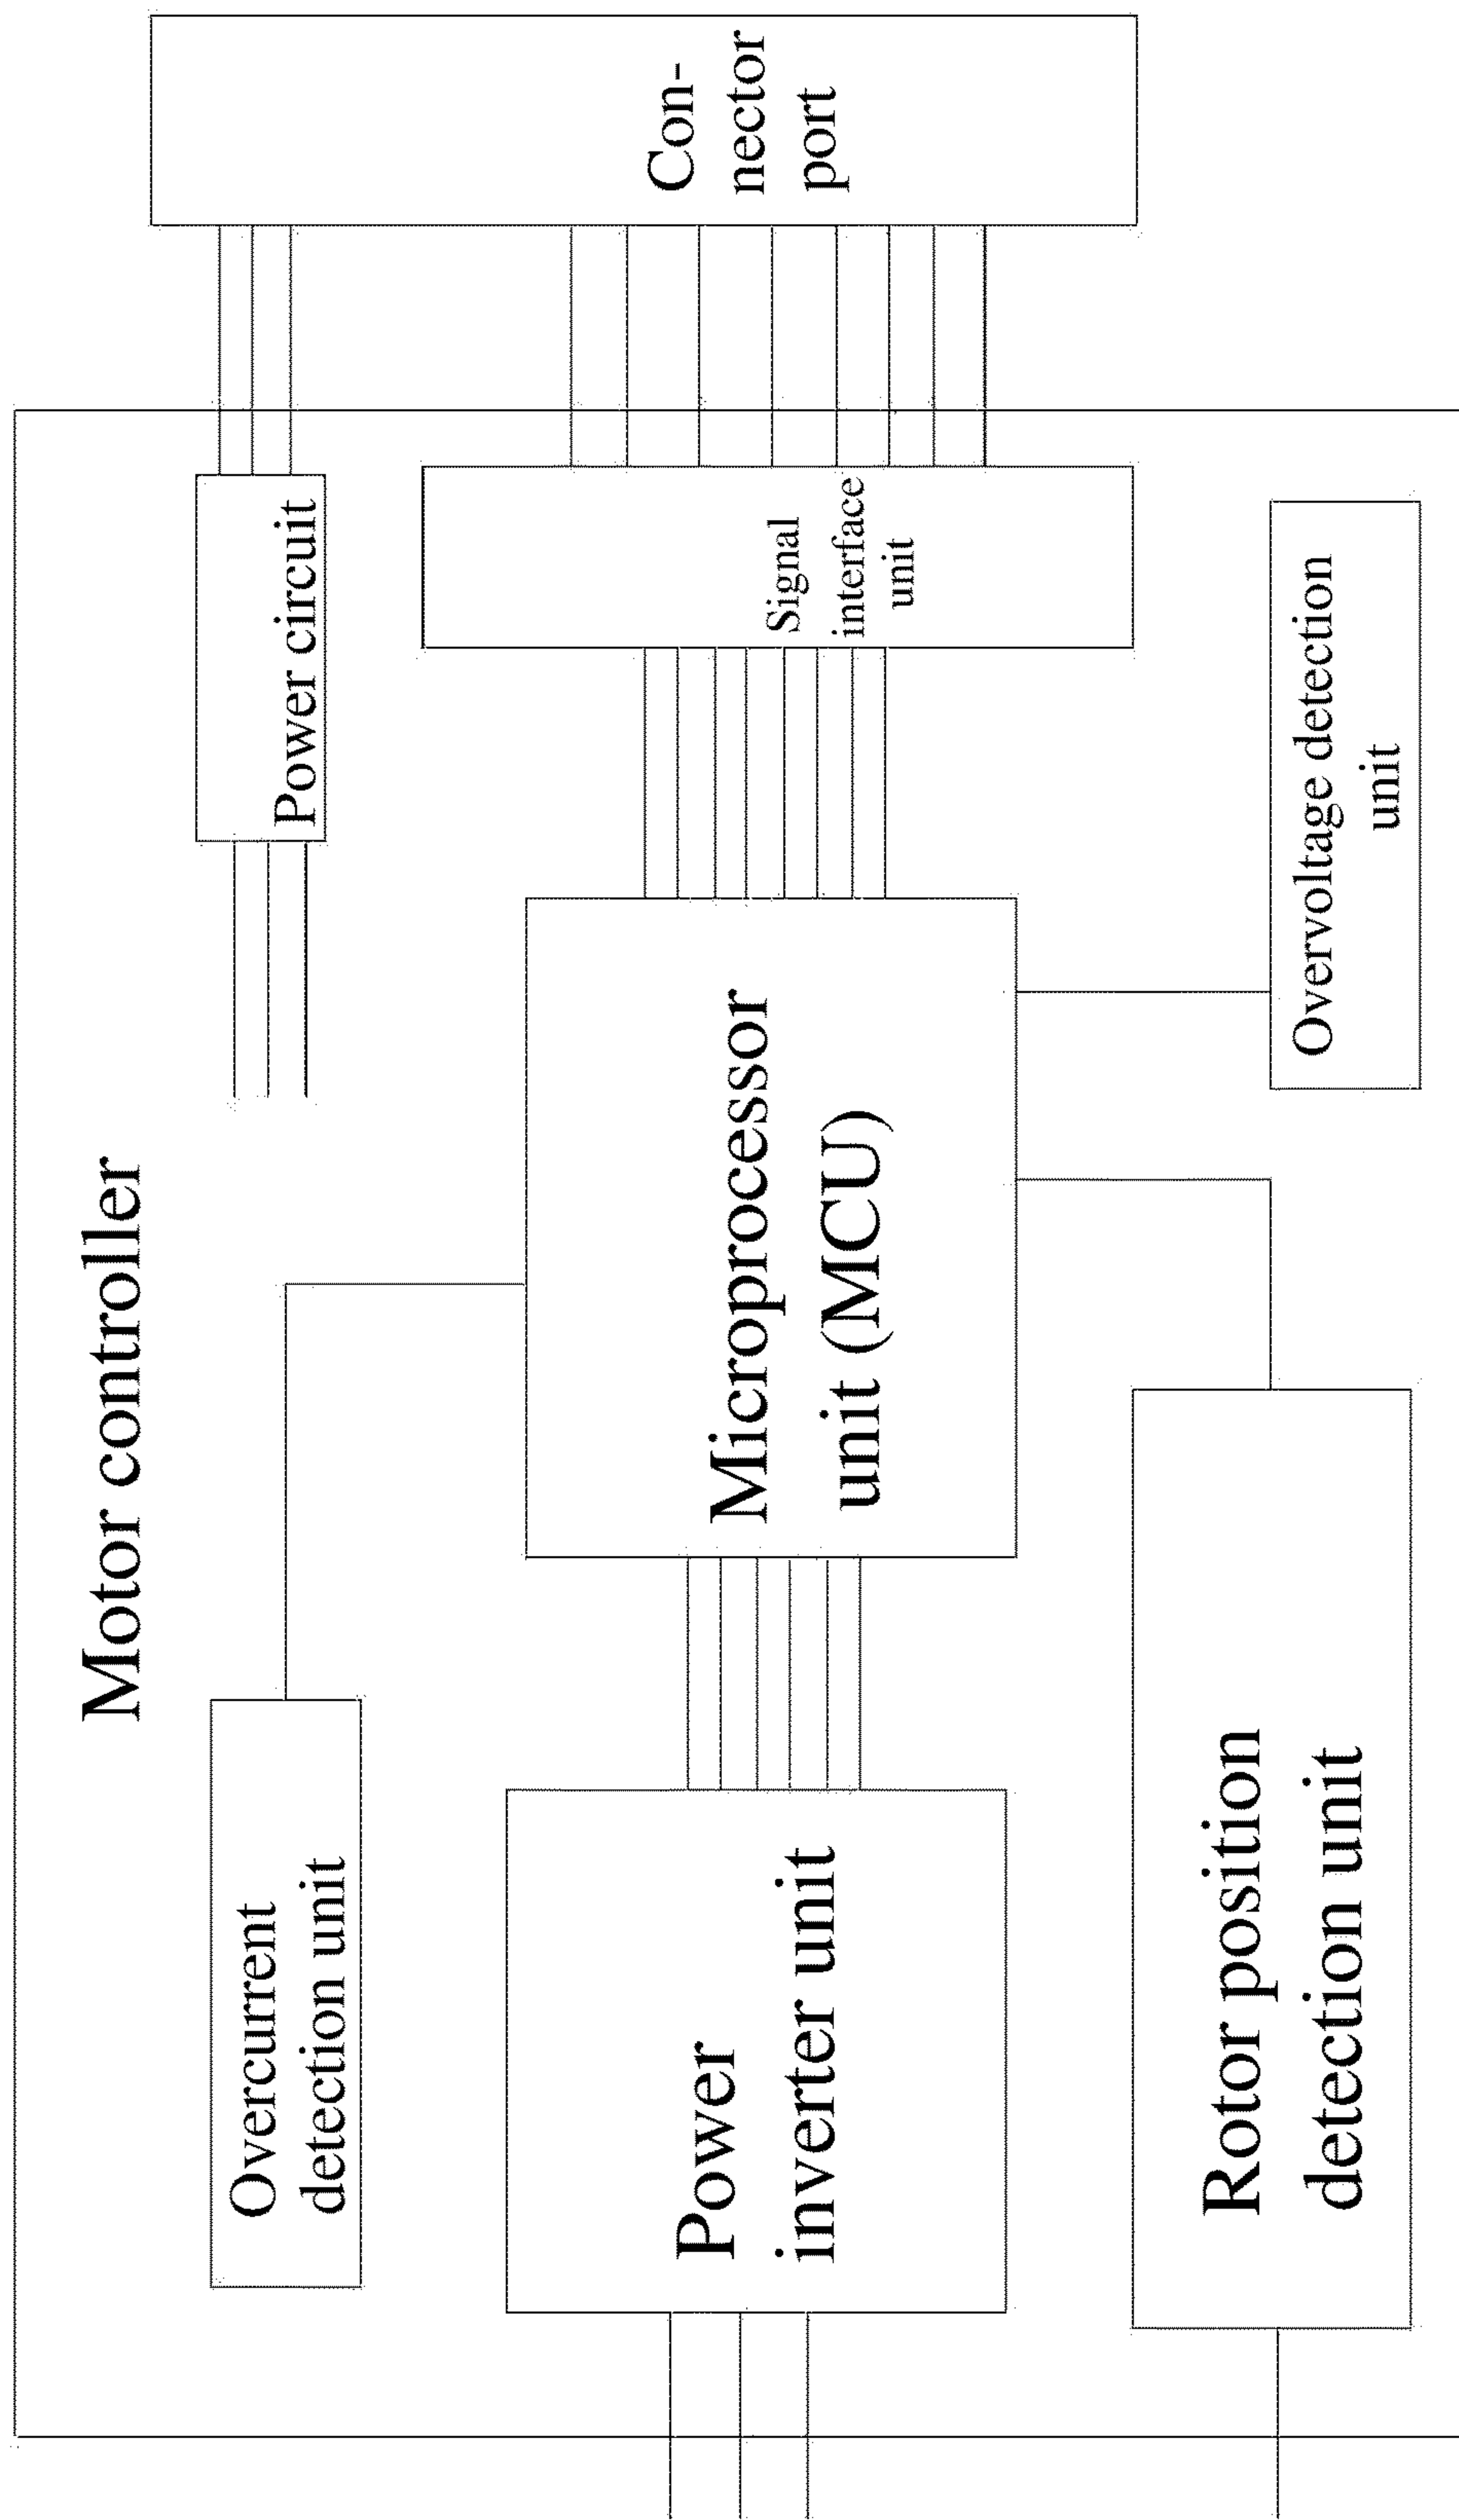 Motor controller
Overcurrent
detection unit
Power circuit
Power
inverter unit
Microprocessor
unit (MCU)
Signal
interface
unit
Con-
nector
port
Rotor position
detection unit
Overvoltage detection
unit